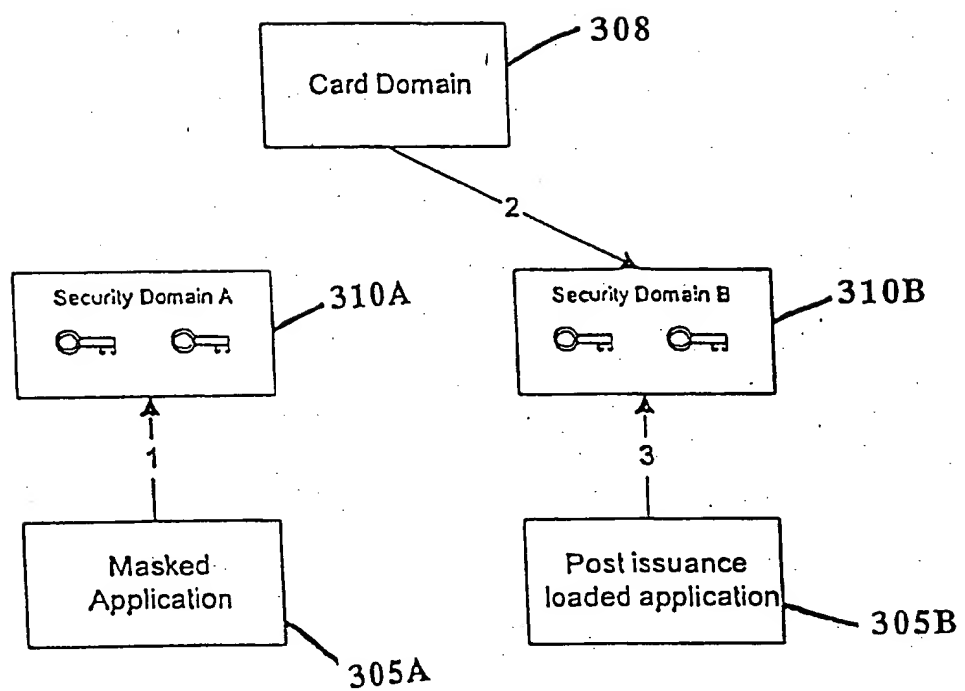 308
Card Domain
2
Security Domain A
310A
Security Domain B
310B
1
3
Masked
Application
305A
Post issuance
loaded application
305B